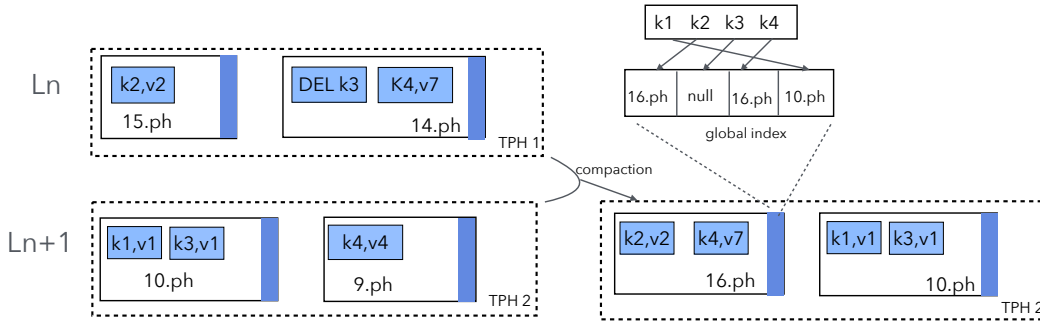 k1 k2 k3 k4
16.ph null 16.ph 10.ph
global index
Ln
k2,v2
15.ph
DEL k3 K4,v7
14.ph
TPH 1
compaction
Ln+1
k1,v1 k3,v1
10.ph
k4,v4
9.ph
TPH 2
k2,v2 k4,v7
16.ph
k1,v1 k3,v1
10.ph
TPH 2